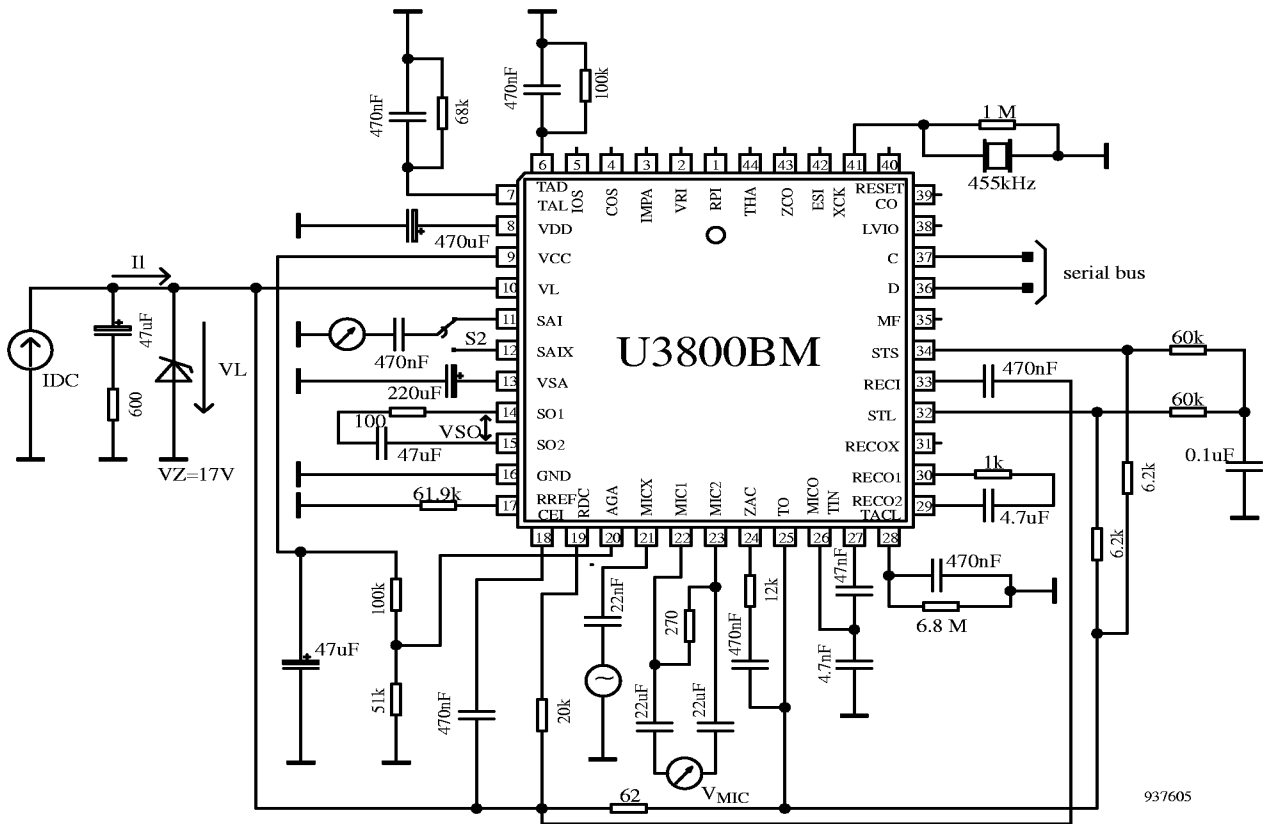 470nF
68k
470nF
100k
1 M
455kHz
6 5 4 3 2 1 44 43 42 41 40
TAD
TAL
IOS
COS
IMPA
VRI
RPI
THA
ZCO
ESI
XCK
RESET
CO
7
8 VDD
9 VCC
10 VL
11 SAI
12 SAIX
13 VSA
14 SO1
15 SO2
16 GND
17 RREF
CEI
39
38 LVIO
37 C
36 D
35 MF
34 STS
33 RECI
32 STL
31 RECOX
30 RECO1
29 RECO2
TACL
U3800BM
RDC
AGA
MICX
MIC1
MIC2
ZAC
TO
MICO
TIN
18 19 20 21 22 23 24 25 26 27 28
470uF
Il
47uF
600
IDC
VL
VZ=17V
470nF
S2
220uF
100
VSO
47uF
61.9k
serial bus
60k
470nF
60k
0.1uF
6.2k
6.2k
1k
4.7uF
470nF
6.8 M
100k
47uF
51k
470nF
20k
22nF
~
270
22uF
22uF
VMIC
12k
470nF
47nF
4.7nF
62
937605